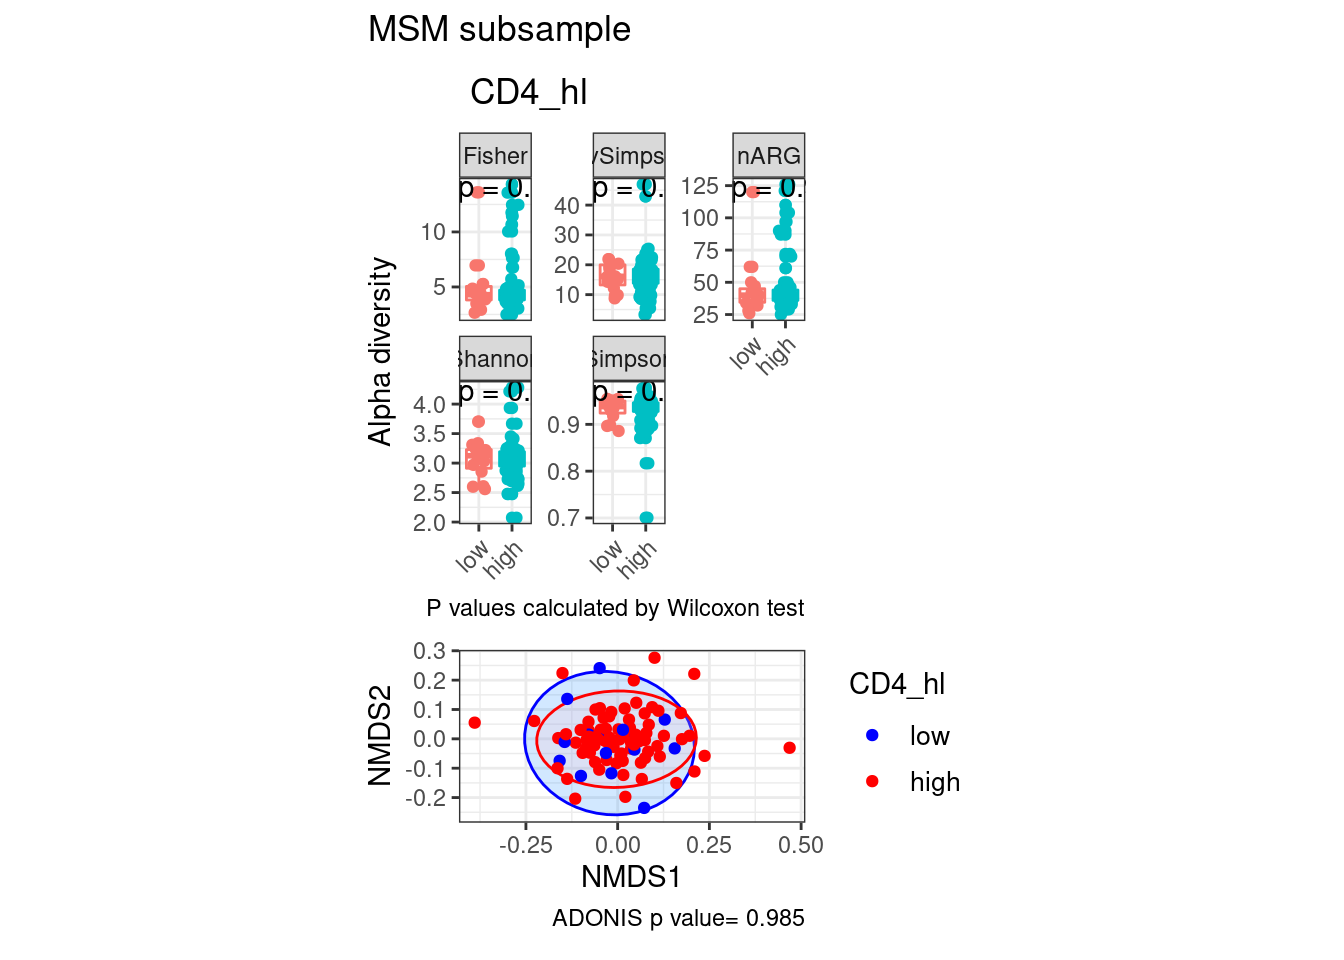 MSM subsample
CD4_hl
Fisher
vSimps
nARG
p = 0.
p = 0.
p = 0.
10
5
40
30
20
10
125
100
75
50
25
low
high
Alpha diversity
Shannon
Simpson
p = 0.
p = 0.
4.0
3.5
3.0
2.5
2.0
0.9
0.8
0.7
low
high
low
high
P values calculated by Wilcoxon test
0.3
0.2
0.1
0.0
-0.1
-0.2
NMDS2
-0.25
0.00
0.25
0.50
NMDS1
CD4_hl
low
high
ADONIS p value= 0.985